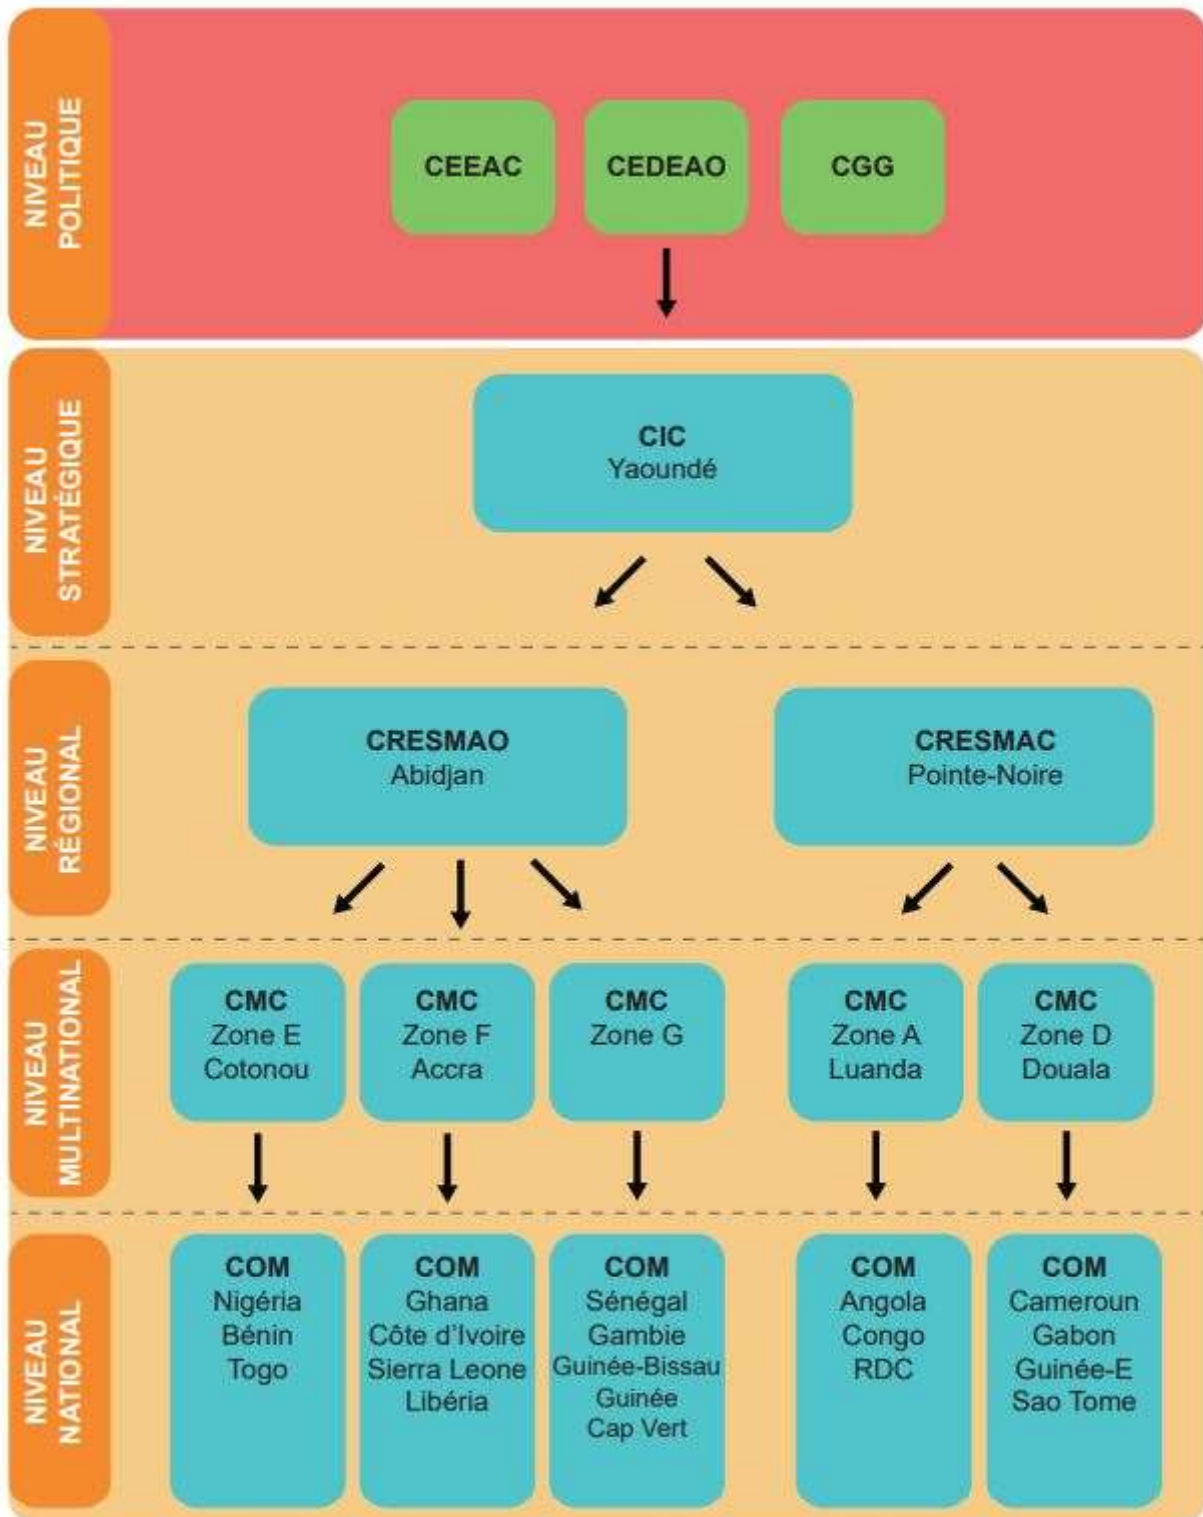 NIVEAU
POLITIQUE
CEEAC
CEDEAO
CGG
NIVEAU
STRATÉGIQUE
CIC
Yaoundé
NIVEAU
RÉGIONAL
CRESMAO
Abidjan
CRESMAC
Pointe-Noire
NIVEAU
MULTINATIONAL
CMC
Zone E
Cotonou
CMC
Zone F
Accra
CMC
Zone G
CMC
Zone A
Luanda
CMC
Zone D
Douala
NIVEAU
NATIONAL
COM
Nigéria
Bénin
Togo
COM
Ghana
Côte d'Ivoire
Sierra Leone
Libéria
COM
Sénégal
Gambie
Guinée-Bissau
Guinée
Cap Vert
COM
Angola
Congo
RDC
COM
Cameroun
Gabon
Guinée-E
Sao Tome